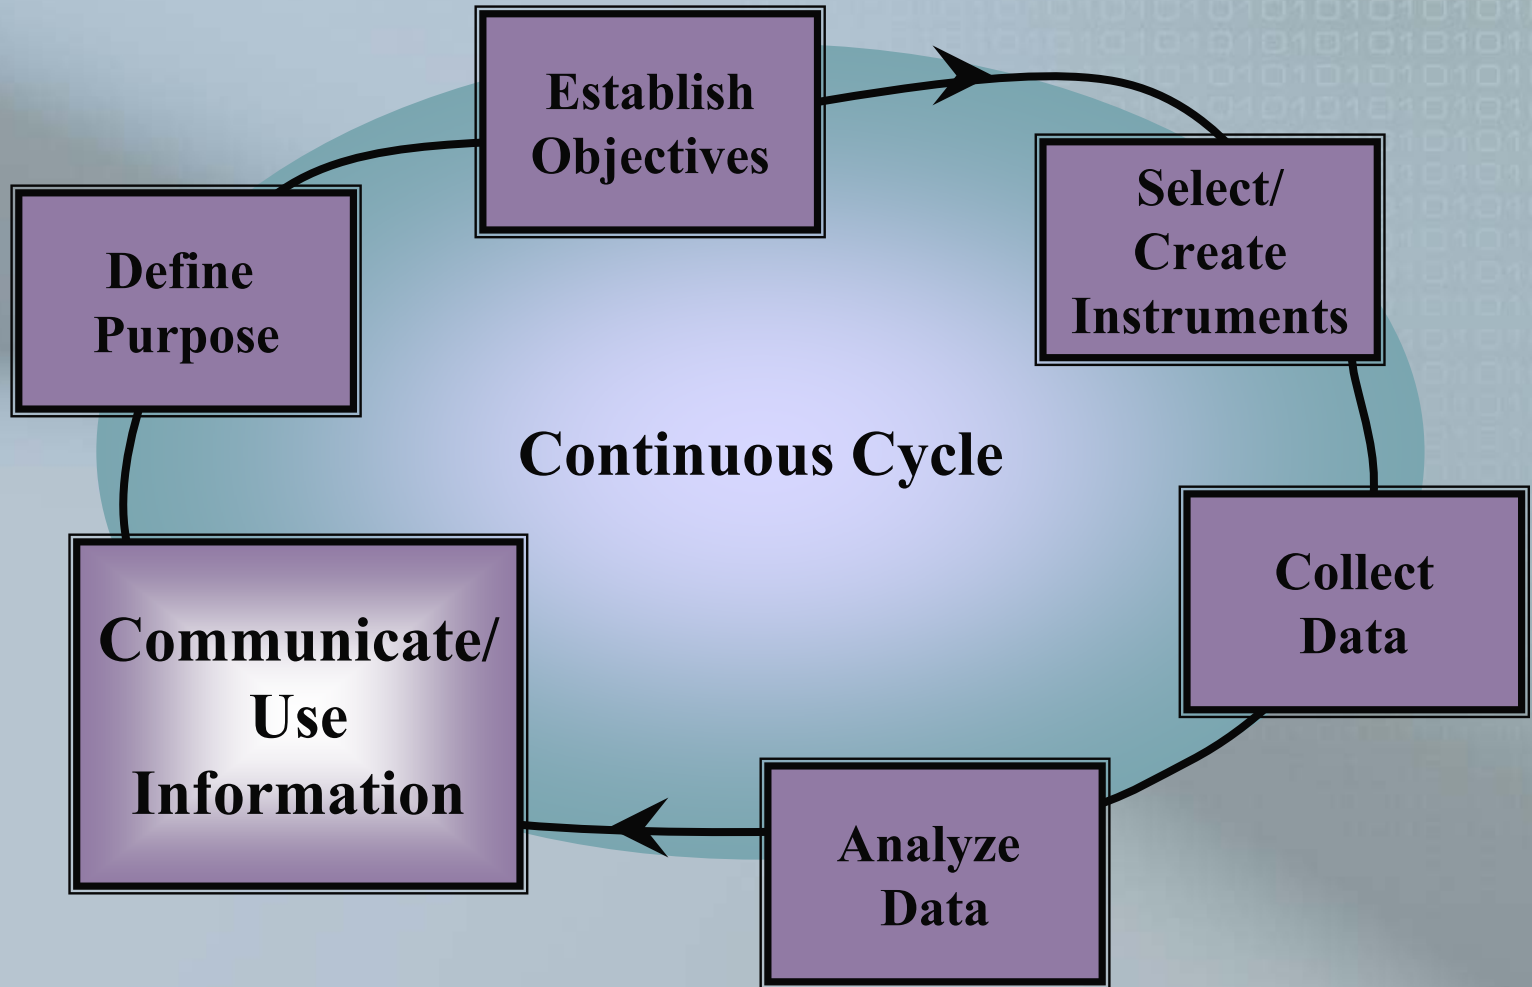 Establish
Objectives
Select/
Create
Instruments
Define
Purpose
Continuous Cycle
Collect
Data
Communicate/
Use
Information
Analyze
Data